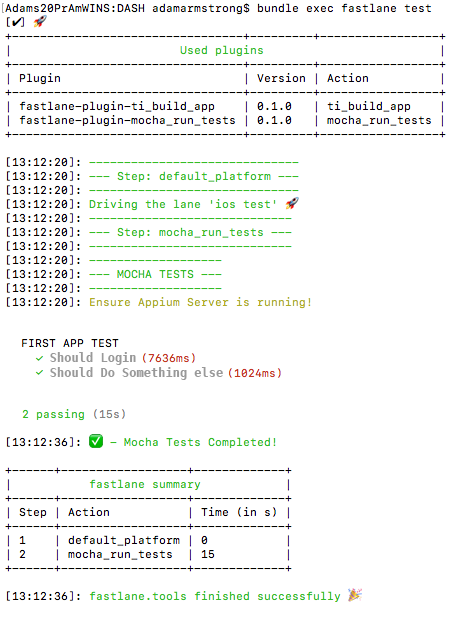 [Adams20PrAmWINS:DASH adamarmstrong$ bundle exec fastlane test
[✔] 🚀
+--------------------------------+---------+-----------------+
|                        Used plugins                        |
+--------------------------------+---------+-----------------+
| Plugin                         | Version | Action          |
+--------------------------------+---------+-----------------+
| fastlane-plugin-ti_build_app    | 0.1.0   | ti_build_app    |
| fastlane-plugin-mocha_run_tests | 0.1.0   | mocha_run_tests |
+--------------------------------+---------+-----------------+
[13:12:20]: ------------------------------
[13:12:20]: --- Step: default_platform ---
[13:12:20]: ------------------------------
[13:12:20]: Driving the lane 'ios test' 🚀
[13:12:20]: -----------------------------
[13:12:20]: --- Step: mocha_run_tests ---
[13:12:20]: -----------------------------
[13:12:20]: -------------------
[13:12:20]: --- MOCHA TESTS ---
[13:12:20]: -------------------
[13:12:20]: Ensure Appium Server is running!
FIRST APP TEST
✓ Should Login (7636ms)
✓ Should Do Something else (1024ms)
2 passing (15s)
[13:12:36]: ✅ - Mocha Tests Completed!
+------+------------------+-------------+
|           fastlane summary            |
+------+------------------+-------------+
| Step | Action           | Time (in s) |
+------+------------------+-------------+
| 1    | default_platform | 0           |
| 2    | mocha_run_tests  | 15          |
+------+------------------+-------------+
[13:12:36]: fastlane.tools finished successfully 🎉